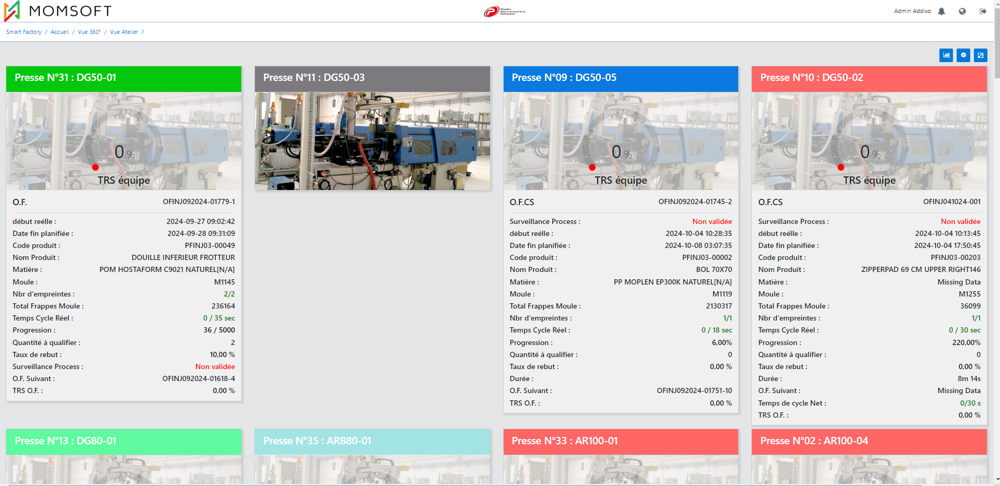 MOMSOFT
Plastic
Electromechanic
Company
Admin Addixo
Smart Factory / Accueil / Vue 360° / Vue Atelier /
Presse N°31 : DG50-01
0 %
TRS équipe
O.F. OFINJ092024-01779-1
début reélle : 2024-09-27 09:02:42
Date fin planifiée : 2024-09-28 09:31:09
Code produit : PFINJ03-00049
Nom Produit : DOUILLE INFERIEUR FROTTEUR
Matière : POM HOSTAFORM C9021 NATUREL[N/A]
Moule : M1145
Nbr d'empreintes : 2/2
Total Frappes Moule : 236164
Temps Cycle Réel : 0 / 35 sec
Progression : 36 / 5000
Quantité à qualifier : 2
Taux de rebut : 10,00 %
Surveillance Process : Non validée
O.F. Suivant : OFINJ092024-01618-4
TRS O.F. : 0,00 %
Presse N°11 : DG50-03
Presse N°09 : DG50-05
0 %
TRS équipe
O.F.CS OFINJ092024-01745-2
Surveillance Process : Non validée
début reélle : 2024-10-04 10:28:35
Date fin planifiée : 2024-10-08 03:07:35
Code produit : PFINJ03-00002
Nom Produit : BOL 70X70
Matière : PP MOPLEN EP300K NATUREL[N/A]
Moule : M1119
Total Frappes Moule : 2130317
Nbr d'empreintes : 1/1
Temps Cycle Réel : 0 / 18 sec
Progression : 6,00%
Quantité à qualifier : 0
Taux de rebut : 0,00 %
Durée :
O.F. Suivant : OFINJ092024-01751-10
TRS O.F. : 0,00 %
Presse N°10 : DG50-02
0 %
TRS équipe
O.F.CS OFINJ041024-001
Surveillance Process : Non validée
début reélle : 2024-10-04 10:13:45
Date fin planifiée : 2024-10-04 17:50:45
Code produit : PFINJ03-00203
Nom Produit : ZIPPERPAD 69 CM UPPER RIGHT146
Matière : Missing Data
Moule : M1255
Total Frappes Moule : 36099
Nbr d'empreintes : 1/1
Temps Cycle Réel : 0 / 30 sec
Progression : 220,00%
Quantité à qualifier : 0
Taux de rebut : 0,00 %
Durée : 8m 14s
O.F. Suivant : Missing Data
Temps de cycle Net : 0/30 s
TRS O.F. : 0,00 %
Presse N°13 : DG80-01
Presse N°35 : ARB80-01
Presse N°33 : AR100-01
Presse N°02 : AR100-04